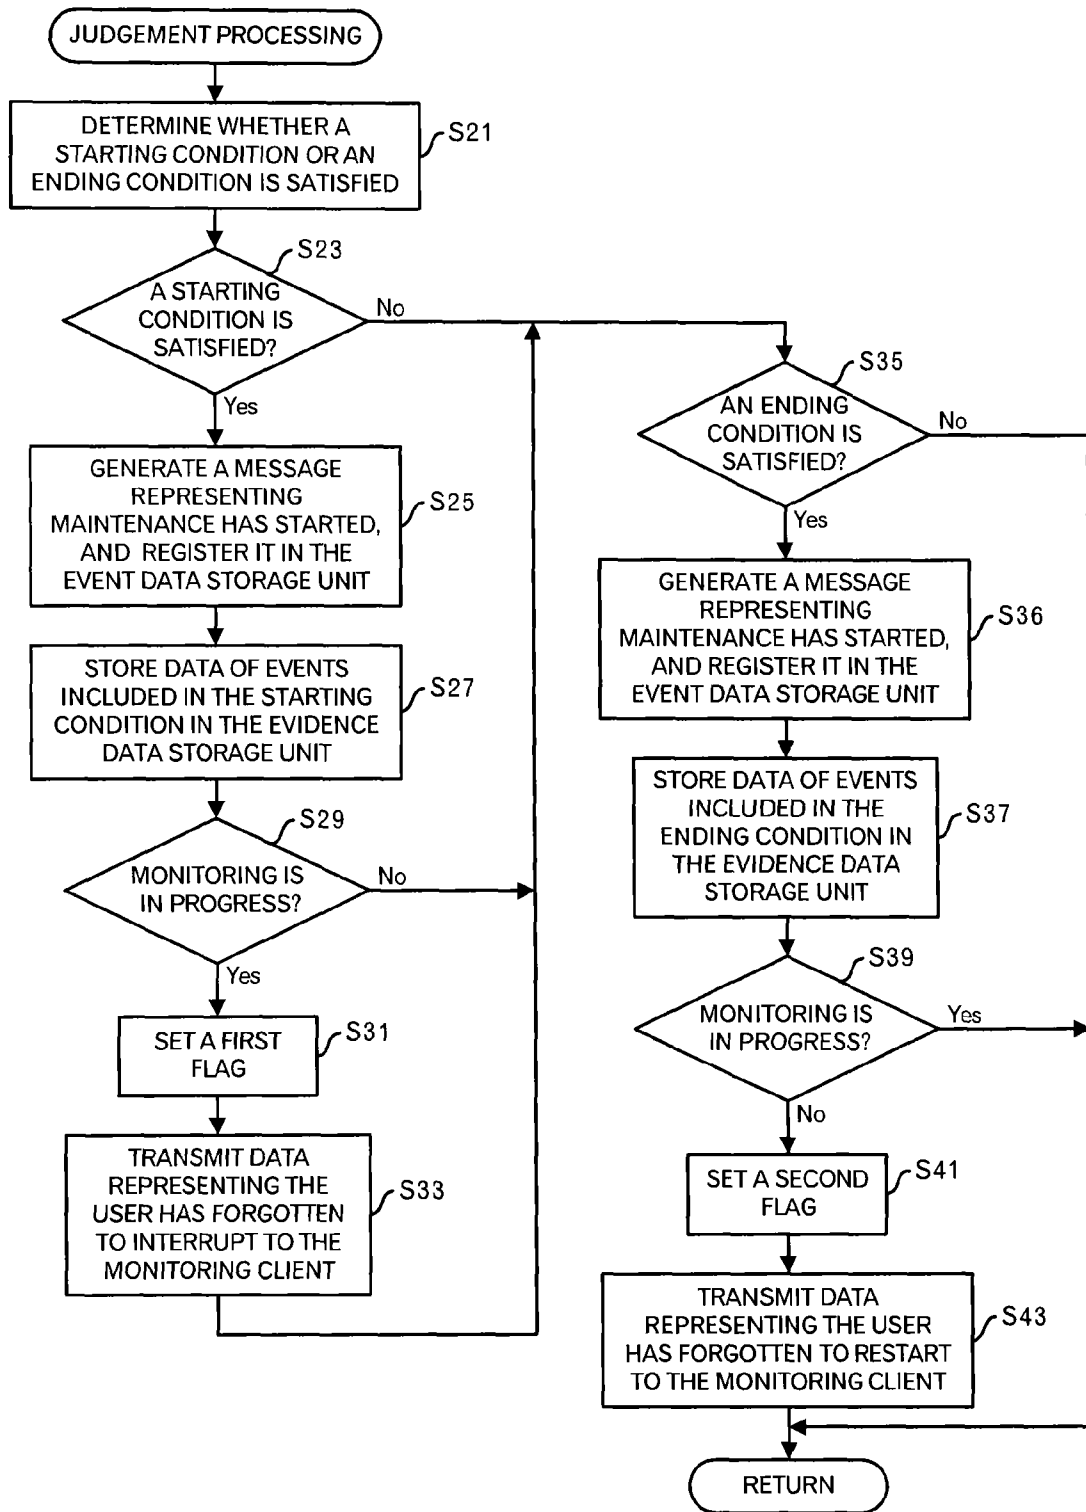 JUDGEMENT PROCESSING
DETERMINE WHETHER A
STARTING CONDITION OR AN
ENDING CONDITION IS SATISFIED
S21
S23
A STARTING
CONDITION IS
SATISFIED?
No
Yes
GENERATE A MESSAGE
REPRESENTING
MAINTENANCE HAS STARTED,
AND REGISTER IT IN THE
EVENT DATA STORAGE UNIT
S25
STORE DATA OF EVENTS
INCLUDED IN THE STARTING
CONDITION IN THE EVIDENCE
DATA STORAGE UNIT
S27
S29
MONITORING IS
IN PROGRESS?
No
Yes
SET A FIRST
FLAG
S31
TRANSMIT DATA
REPRESENTING THE
USER HAS FORGOTTEN
TO INTERRUPT TO THE
MONITORING CLIENT
S33
S35
AN ENDING
CONDITION IS
SATISFIED?
No
Yes
GENERATE A MESSAGE
REPRESENTING
MAINTENANCE HAS STARTED,
AND REGISTER IT IN THE
EVENT DATA STORAGE UNIT
S36
STORE DATA OF EVENTS
INCLUDED IN THE
ENDING CONDITION IN
THE EVIDENCE DATA
STORAGE UNIT
S37
S39
MONITORING IS
IN PROGRESS?
Yes
No
SET A SECOND
FLAG
S41
TRANSMIT DATA
REPRESENTING THE USER
HAS FORGOTTEN TO RESTART
TO THE MONITORING CLIENT
S43
RETURN